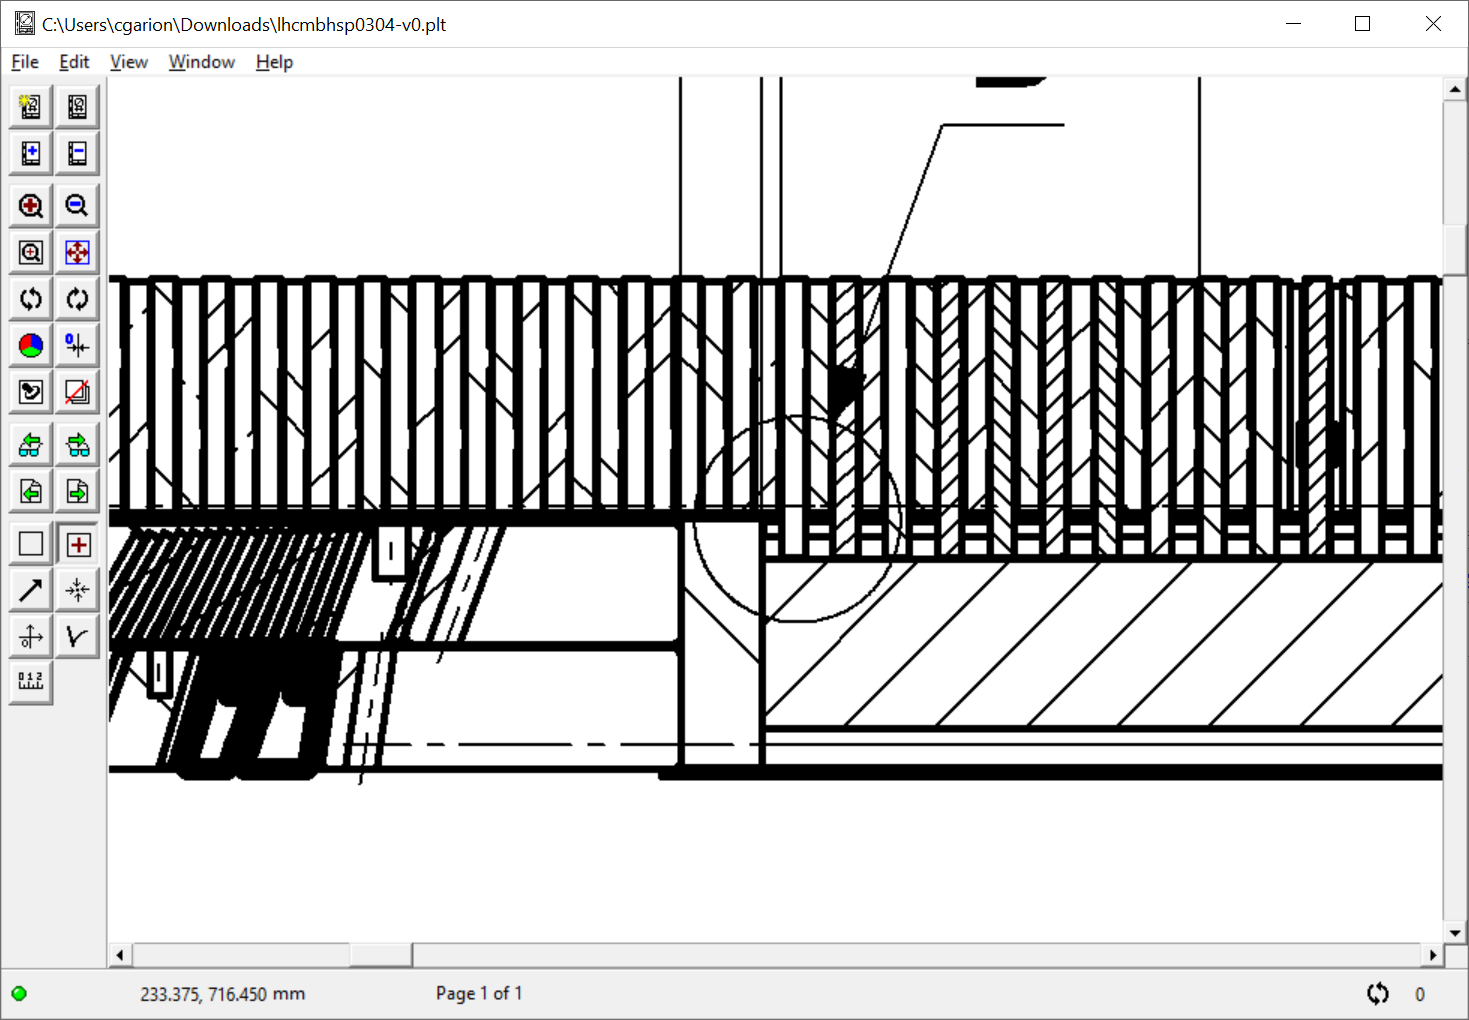 C:\Users\cgarion\Downloads\lhcmbhsp0304-v0.plt
File Edit View Window Help
0
0 1 2
233.375, 716.450 mm
Page 1 of 1
0